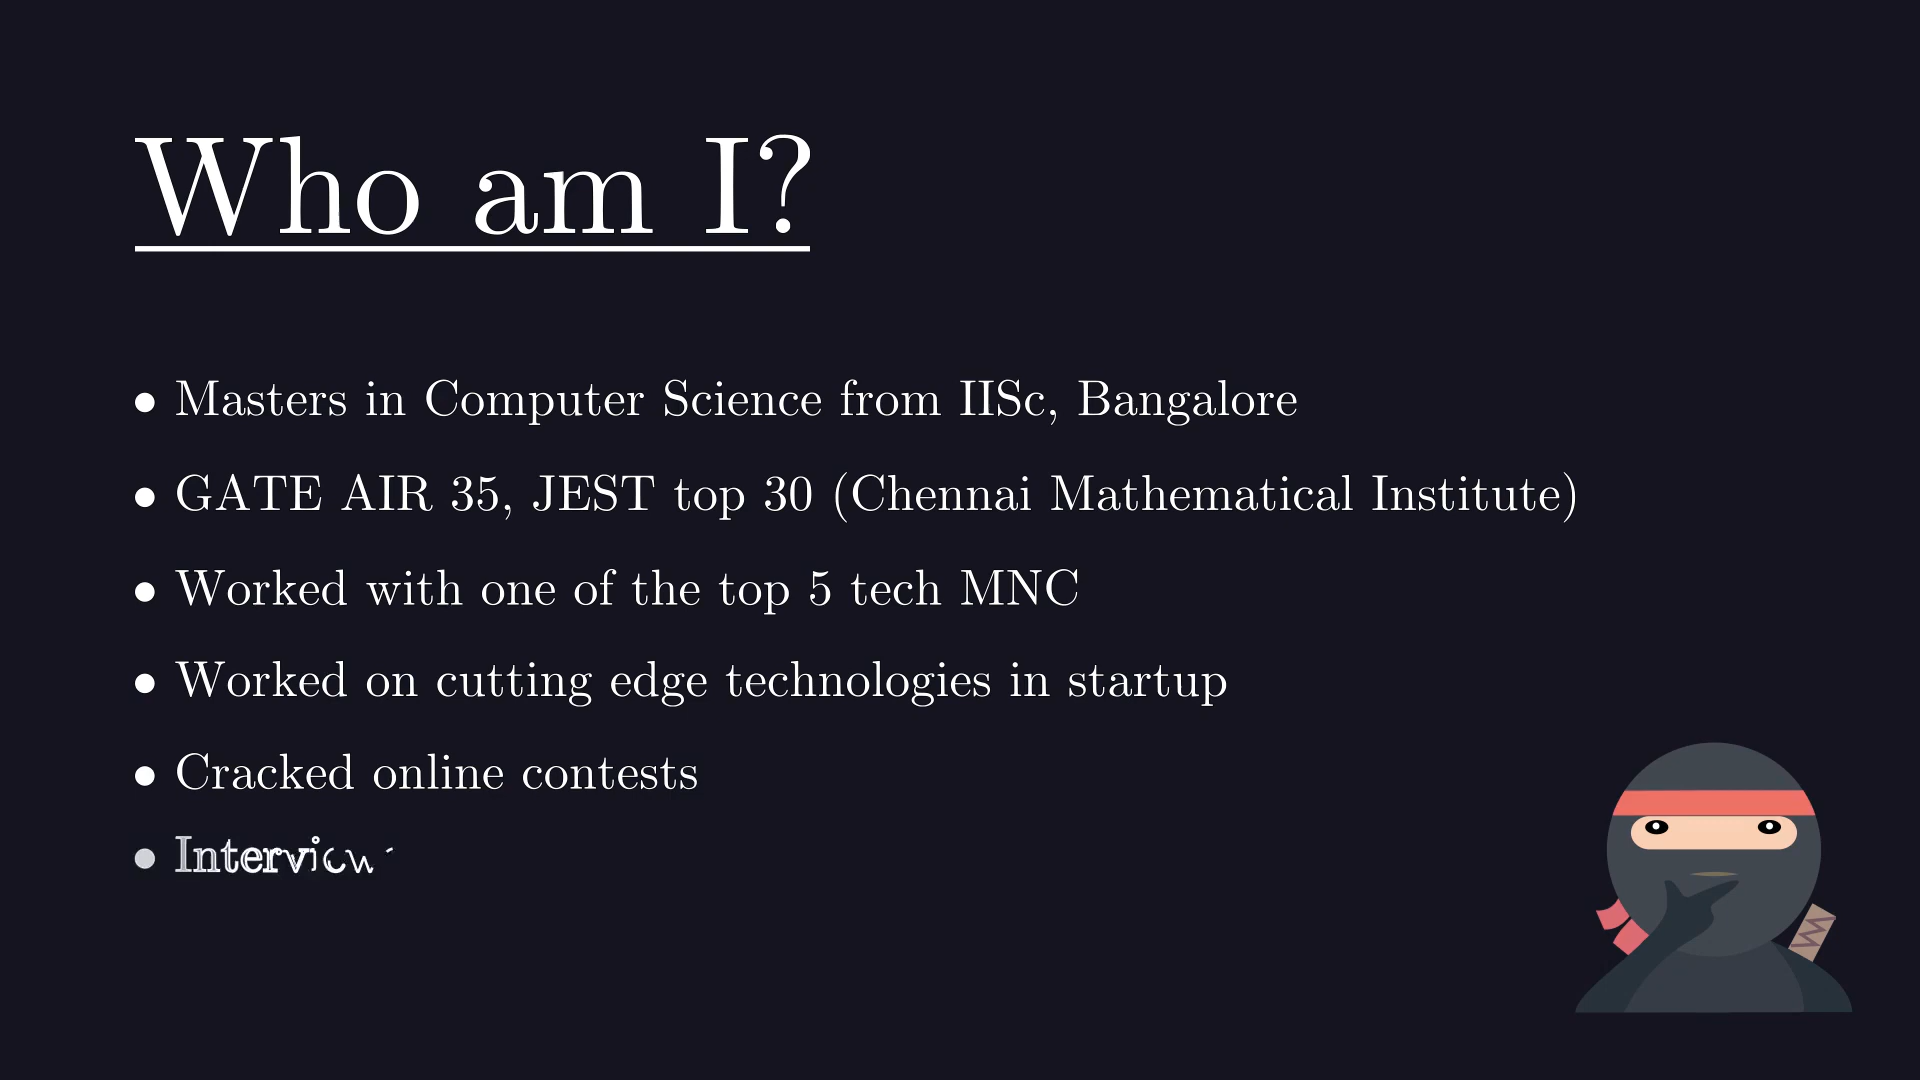 Who am I?
• Masters in Computer Science from IISc, Bangalore
• GATE AIR 35, JEST top 30 (Chennai Mathematical Institute)
• Worked with one of the top 5 tech MNC
• Worked on cutting edge technologies in startup
• Cracked online contests
• Interview